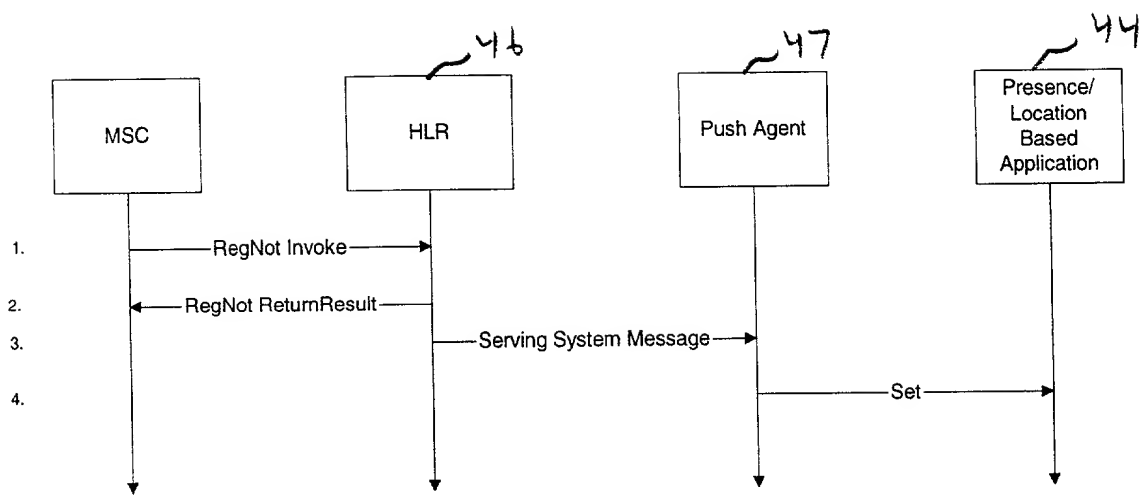 46
47
44
MSC
HLR
Push Agent
Presence/
Location
Based
Application
1.
RegNot Invoke
2.
RegNot ReturnResult
3.
Serving System Message
4.
Set